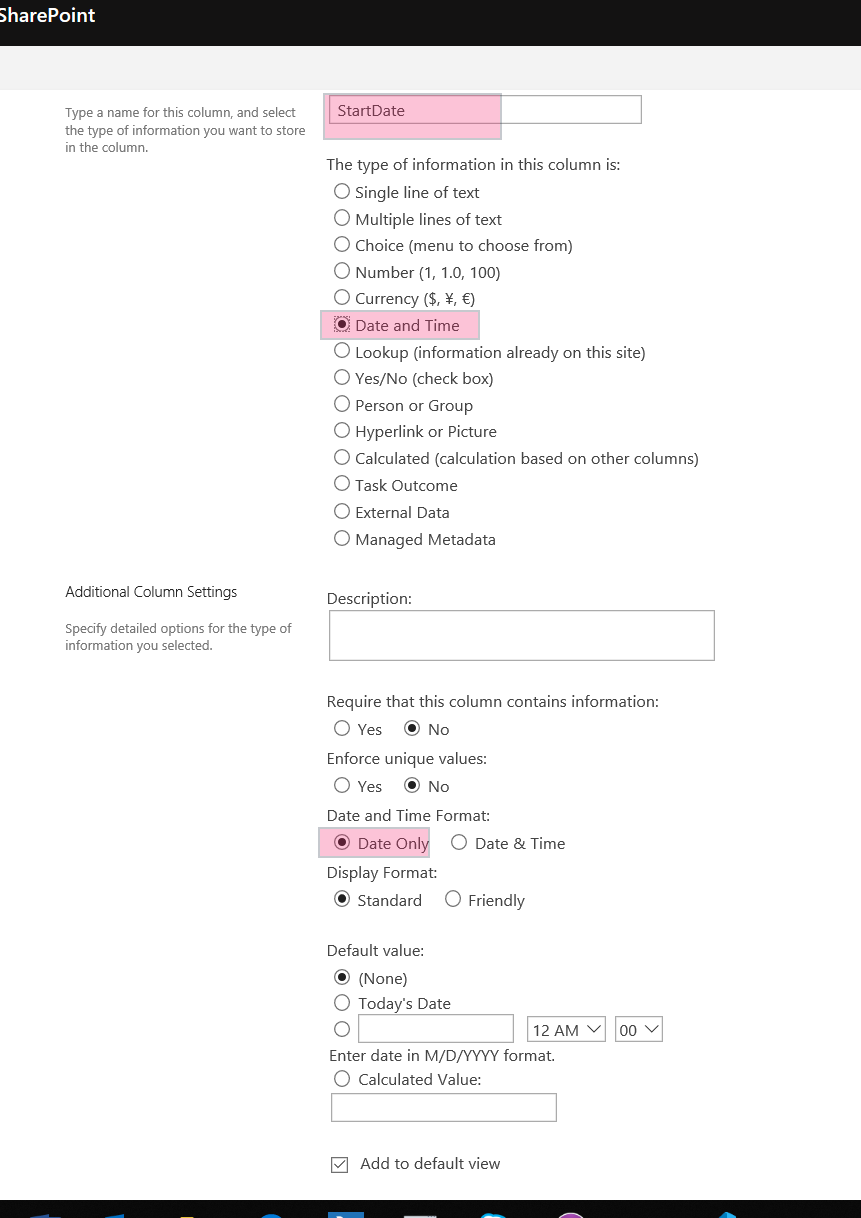 SharePoint
Type a name for this column, and select
the type of information you want to store
in the column.
StartDate
The type of information in this column is:
Single line of text
Multiple lines of text
Choice (menu to choose from)
Number (1, 1.0, 100)
Currency ($, ¥, €)
Date and Time
Lookup (information already on this site)
Yes/No (check box)
Person or Group
Hyperlink or Picture
Calculated (calculation based on other columns)
Task Outcome
External Data
Managed Metadata
Additional Column Settings
Specify detailed options for the type of
information you selected.
Description:
Require that this column contains information:
Yes No
Enforce unique values:
Yes No
Date and Time Format:
Date Only Date & Time
Display Format:
Standard Friendly
Default value:
(None)
Today's Date
12 AM 00
Enter date in M/D/YYYY format.
Calculated Value:
Add to default view